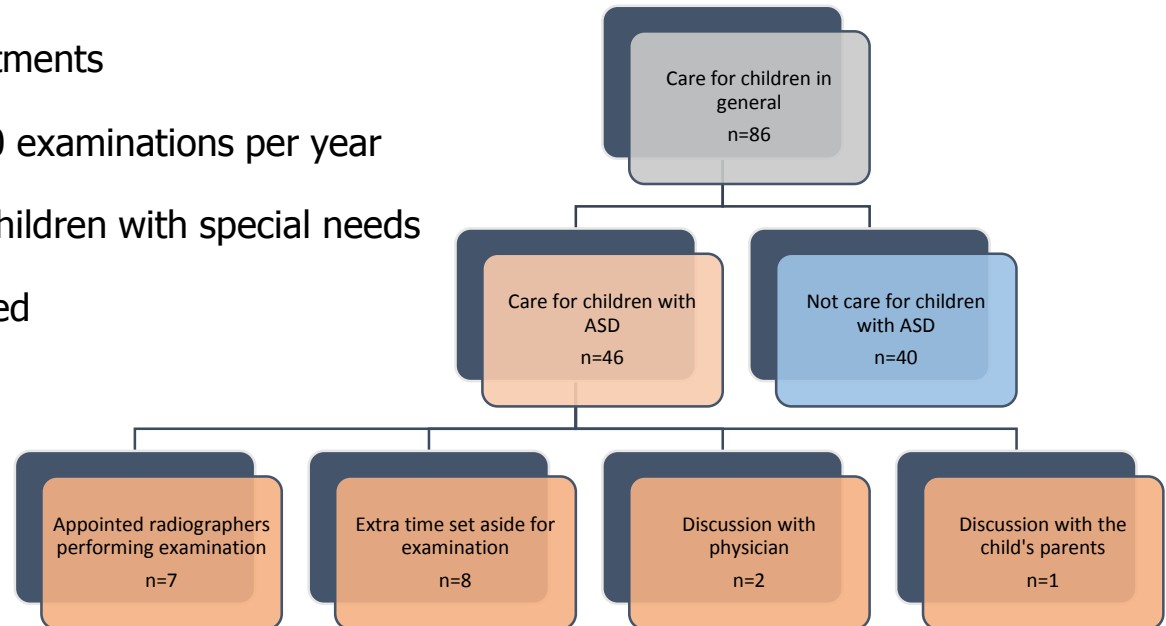 tments
examinations per year
hildren with special needs
ed
Care for children in
general
n=86
Care for children with
ASD
n=46
Not care for children
with ASD
n=40
Appointed radiographers
performing examination
n=7
Extra time set aside for
examination
n=8
Discussion with
physician
n=2
Discussion with the
child's parents
n=1